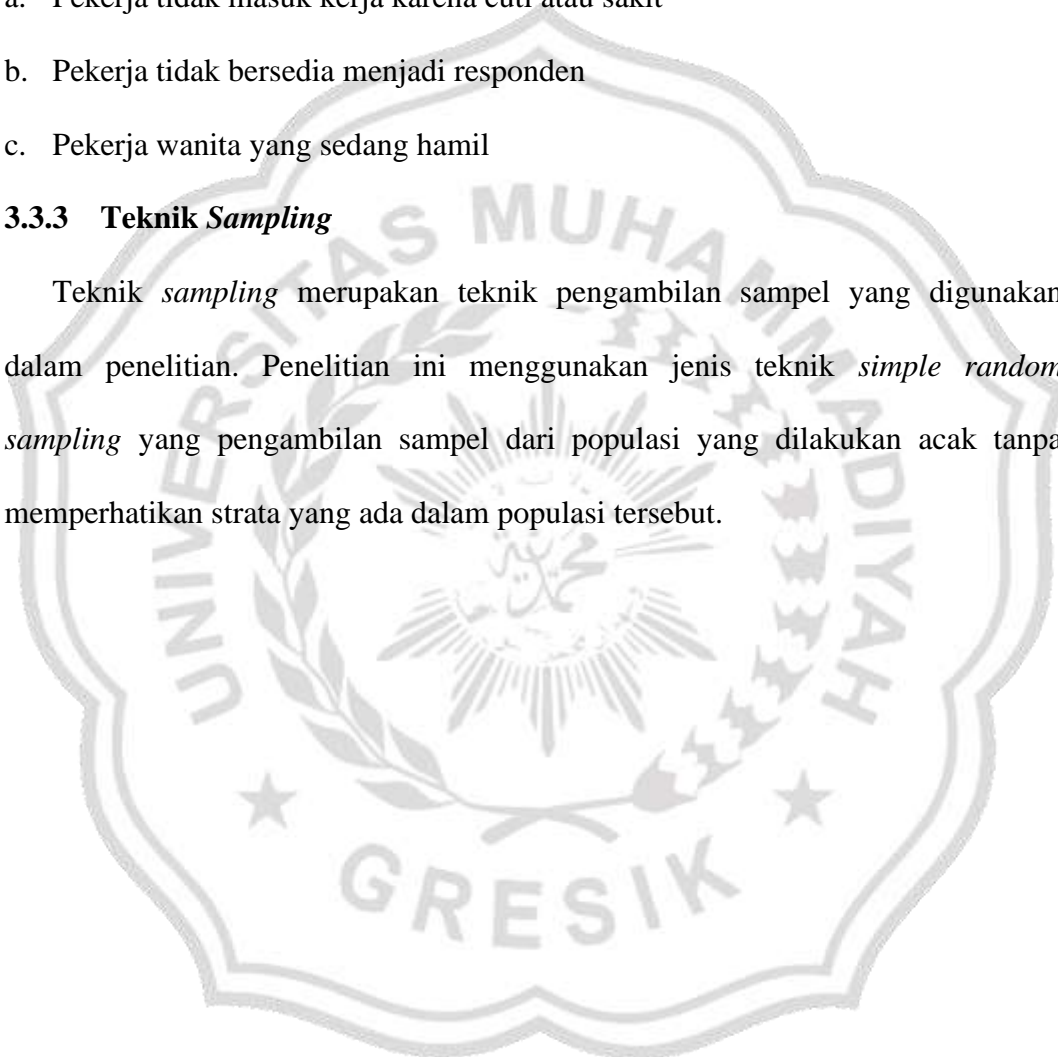 a. Pekerja tidak masuk kerja karena cuti atau sakit
b. Pekerja tidak bersedia menjadi responden
c. Pekerja wanita yang sedang hamil
3.3.3 Teknik Sampling
Teknik sampling merupakan teknik pengambilan sampel yang digunakan
dalam penelitian. Penelitian ini menggunakan jenis teknik simple random
sampling yang pengambilan sampel dari populasi yang dilakukan acak tanpa
memperhatikan strata yang ada dalam populasi tersebut.
UNIVERSITAS MUHAMMADIYAH
GRESIK